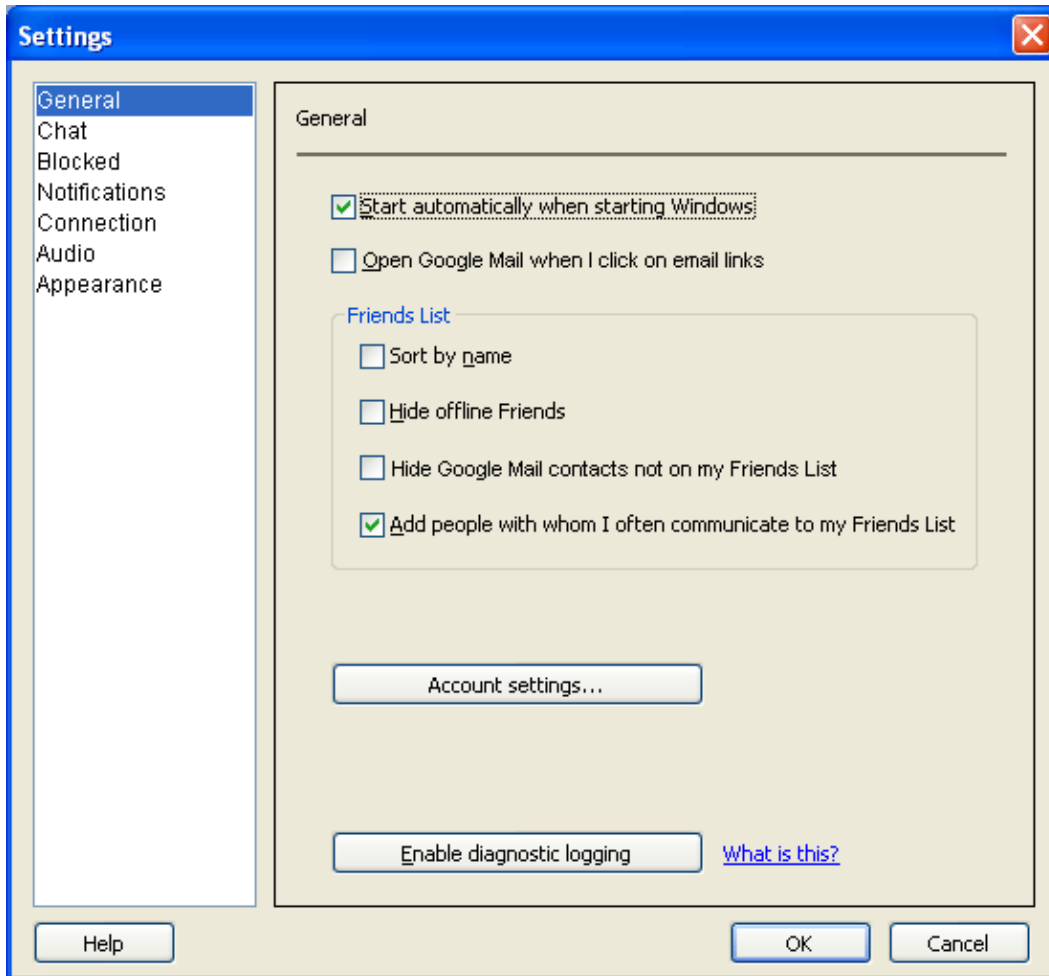 Settings
General
Chat
Blocked
Notifications
Connection
Audio
Appearance
General
Start automatically when starting Windows
Open Google Mail when I click on email links
Friends List
Sort by name
Hide offline Friends
Hide Google Mail contacts not on my Friends List
Add people with whom I often communicate to my Friends List
Account settings...
Enable diagnostic logging What is this?
Help OK Cancel